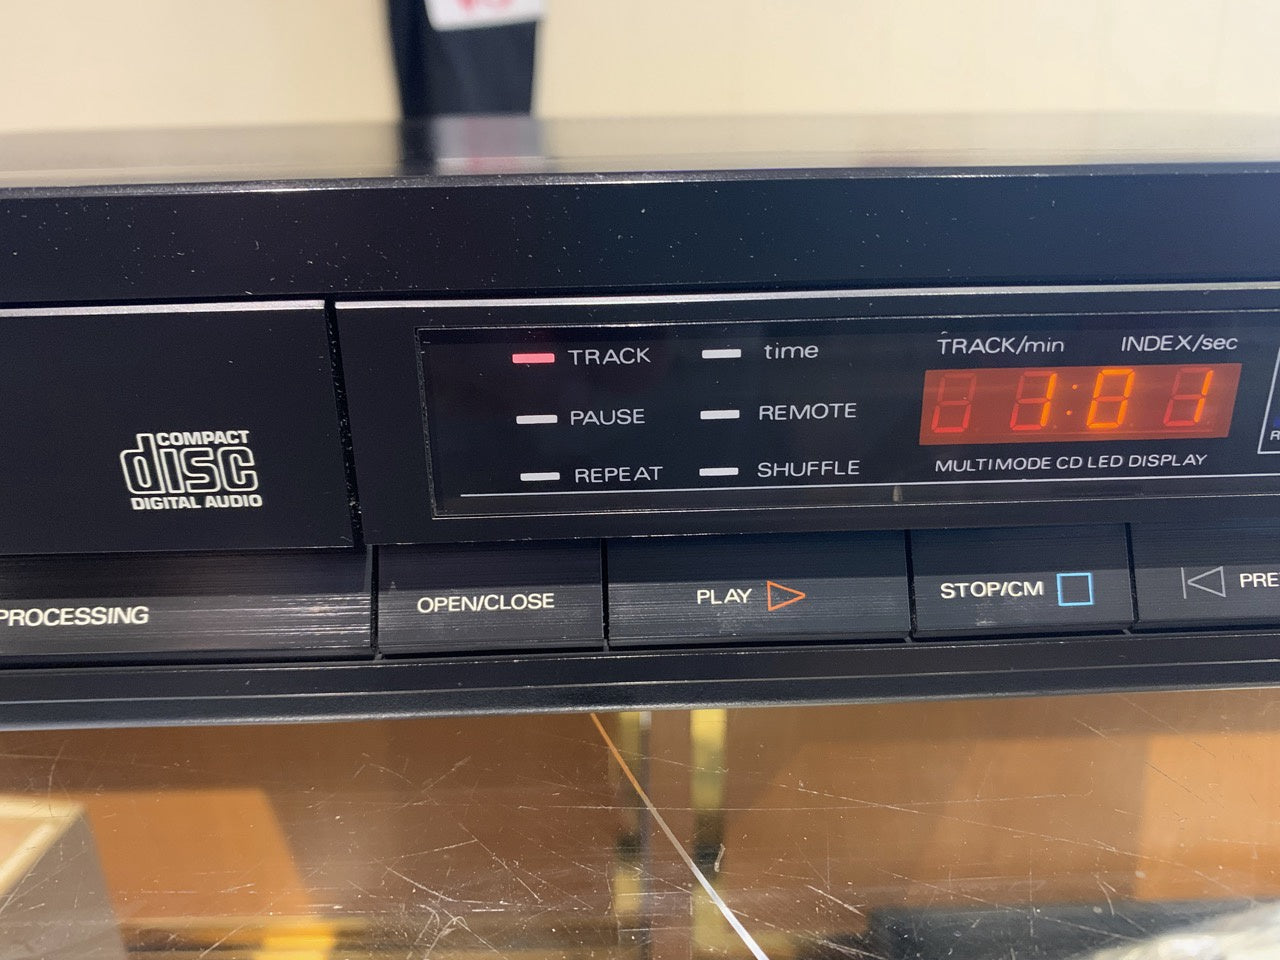 COMPACT
disc
DIGITAL AUDIO
TRACK
time
TRACK/min
INDEX/sec
PAUSE
REMOTE
1:01
REPEAT
SHUFFLE
MULTIMODE CD LED DISPLAY
PROCESSING
OPEN/CLOSE
PLAY
STOP/CM
PRE